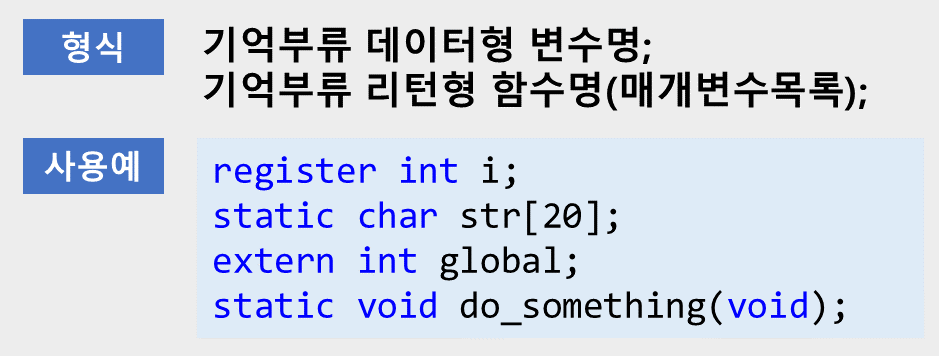 형식
기억부류 데이터형 변수명;
기억부류 리턴형 함수명(매개변수목록);
사용예
register int i;
static char str[20];
extern int global;
static void do_something(void);